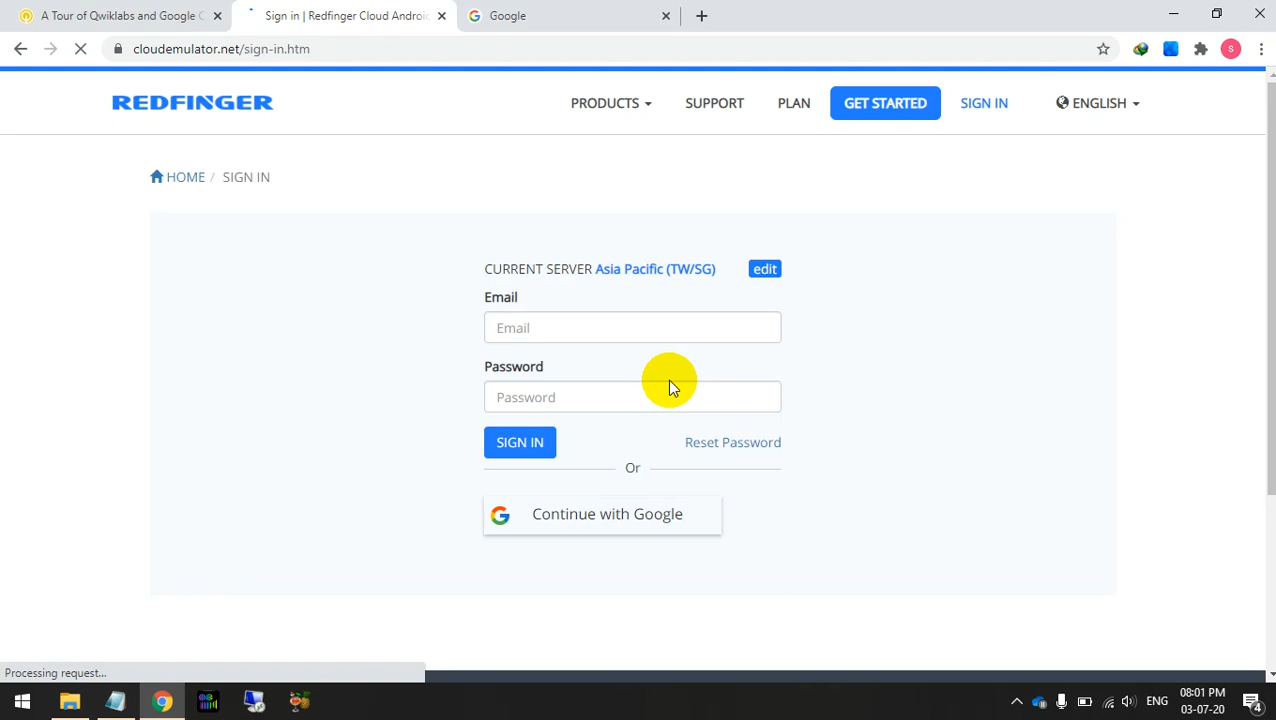 A Tour of Qwiklabs and Google C
Sign in | Redfinger Cloud Androi
Google
cloudemulator.net/sign-in.htm
S
REDFINGER
PRODUCTS
SUPPORT
PLAN
GET STARTED
SIGN IN
ENGLISH
HOME / SIGN IN
CURRENT SERVER Asia Pacific (TW/SG)
edit
Email
Email
Password
Password
SIGN IN
Reset Password
Or
Continue with Google
Processing request...
ENG
08:01 PM
03-07-20
4